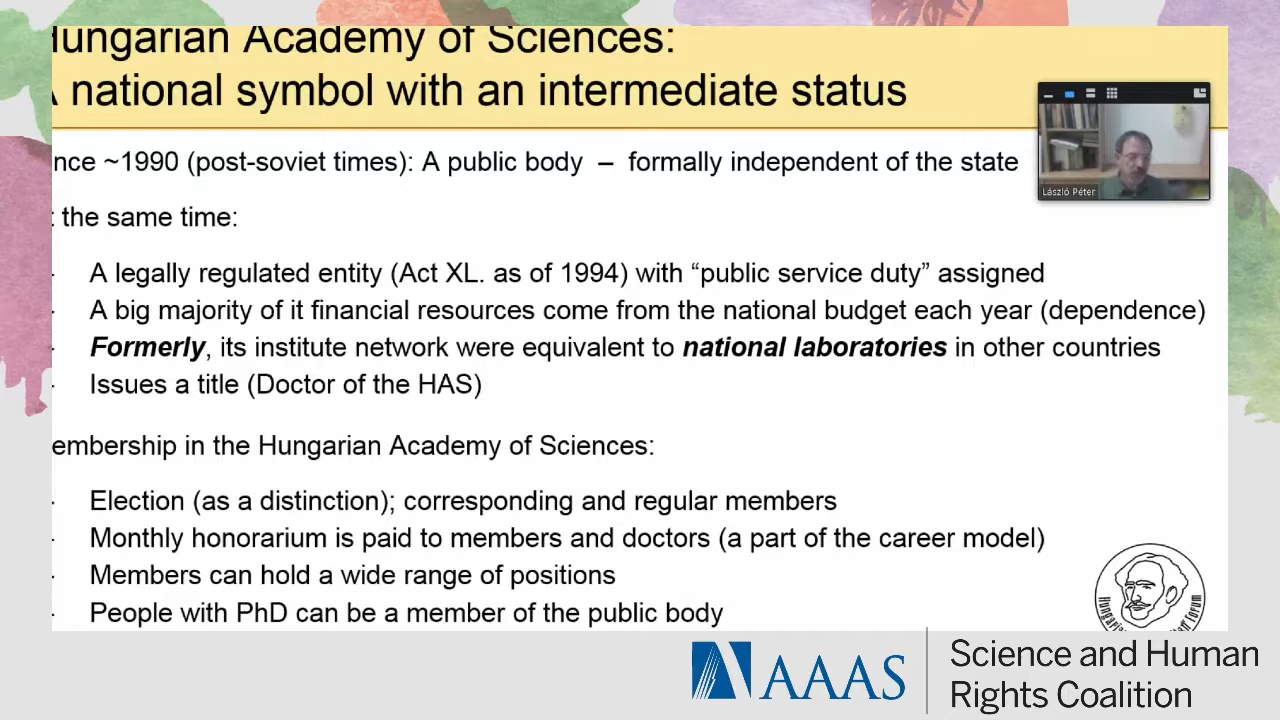 Hungarian Academy of Sciences:
A national symbol with an intermediate status
nce ~1990 (post-soviet times): A public body – formally independent of the state
László Péter
t the same time:
- A legally regulated entity (Act XL. as of 1994) with “public service duty” assigned
- A big majority of it financial resources come from the national budget each year (dependence)
- Formerly, its institute network were equivalent to national laboratories in other countries
- Issues a title (Doctor of the HAS)
embership in the Hungarian Academy of Sciences:
- Election (as a distinction); corresponding and regular members
- Monthly honorarium is paid to members and doctors (a part of the career model)
- Members can hold a wide range of positions
- People with PhD can be a member of the public body
AAAS
Science and Human
Rights Coalition